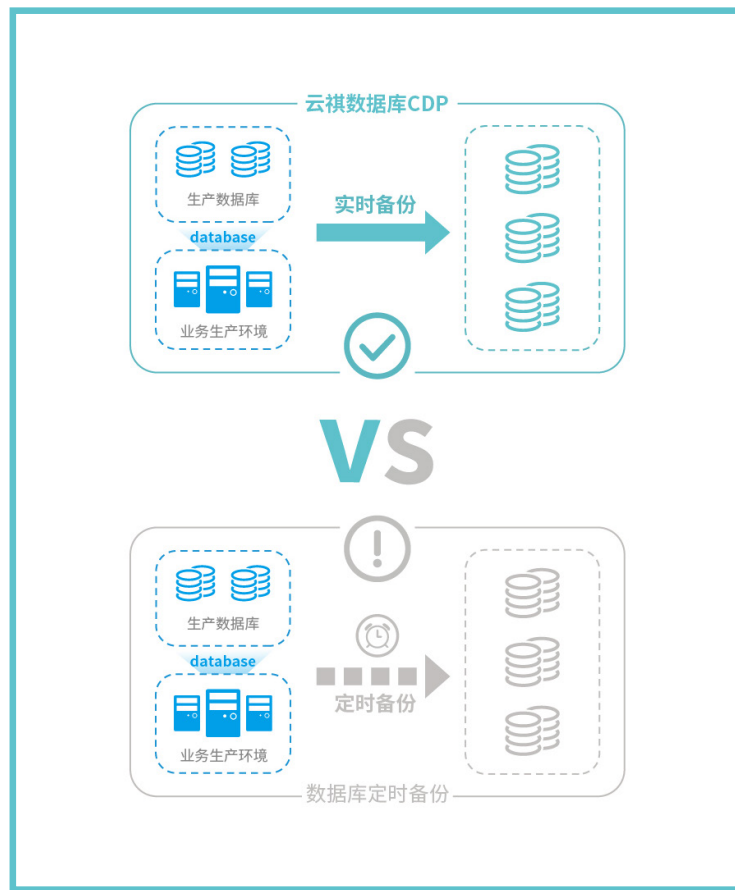 云祺数据库CDP
生产数据库
实时备份
database
业务生产环境
VS
生产数据库
database
定时备份
业务生产环境
数据库定时备份